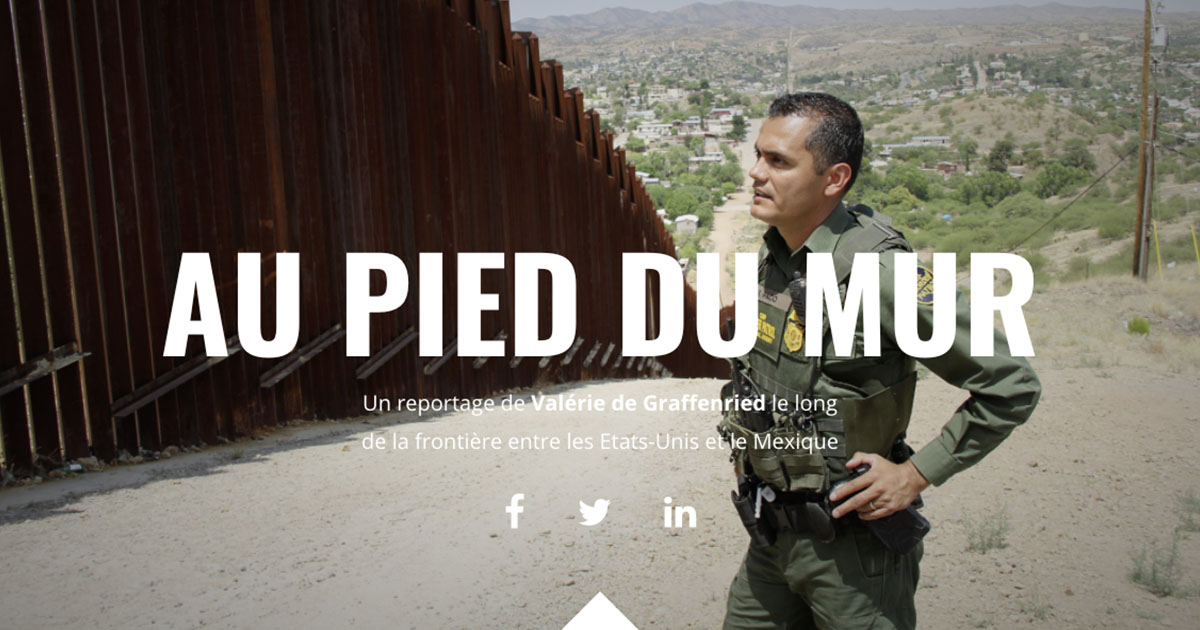 AU PIED DU MUR
Un reportage de Valérie de Graffenried le long
de la frontière entre les Etats-Unis et le Mexique